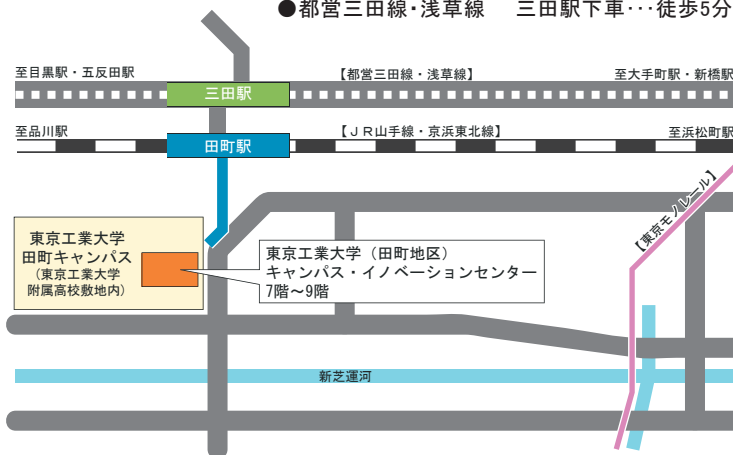 ●都営三田線・浅草線　三田駅下車･･･徒歩5分
至目黒駅・五反田駅
【都営三田線・浅草線】
至大手町駅・新橋駅
三田駅
至品川駅
【ＪＲ山手線・京浜東北線】
至浜松町駅
田町駅
【東京モノレール】
東京工業大学
田町キャンパス
（東京工業大学
附属高校敷地内）
東京工業大学（田町地区）
キャンパス・イノベーションセンター
7階～9階
新芝運河